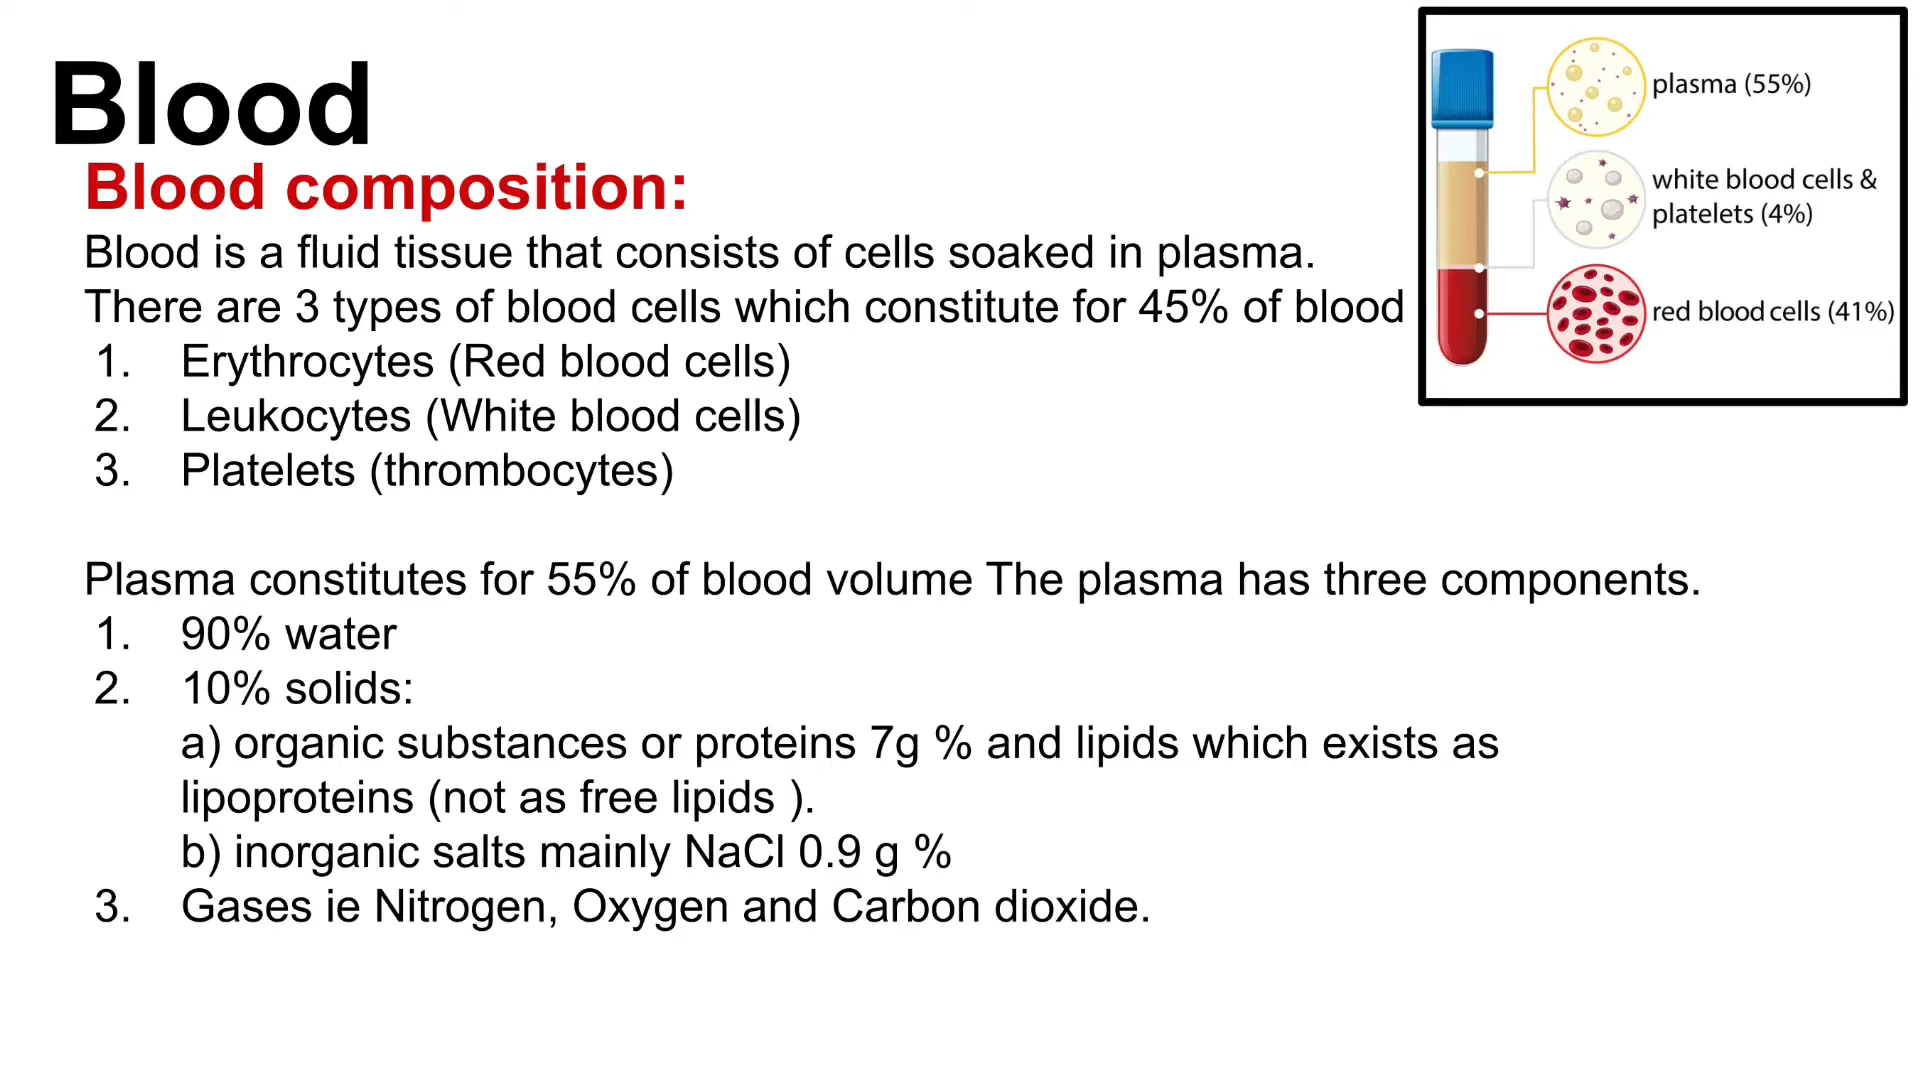 Blood
Blood composition:
Blood is a fluid tissue that consists of cells soaked in plasma.
There are 3 types of blood cells which constitute for 45% of blood
1. Erythrocytes (Red blood cells)
2. Leukocytes (White blood cells)
3. Platelets (thrombocytes)
Plasma constitutes for 55% of blood volume The plasma has three components.
1. 90% water
2. 10% solids:
a) organic substances or proteins 7g % and lipids which exists as
lipoproteins (not as free lipids ).
b) inorganic salts mainly NaCl 0.9 g %
3. Gases ie Nitrogen, Oxygen and Carbon dioxide.
plasma (55%)
white blood cells &
platelets (4%)
red blood cells (41%)